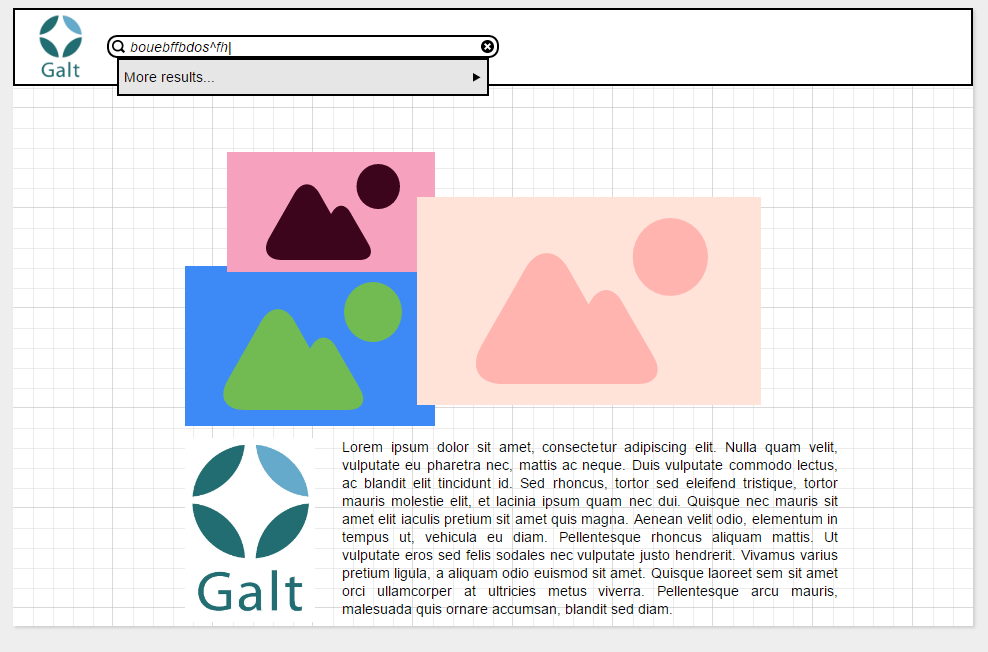 Galt
bouebffbdos^fh
More results...
Lorem ipsum dolor sit amet, consectetur adipiscing elit. Nulla quam velit,
vulputate eu pharetra nec, mattis ac neque. Duis vulputate commodo lectus,
ac blandit elit tincidunt id. Sed rhoncus, tortor sed eleifend tristique, tortor
mauris molestie elit, et lacinia ipsum quam nec dui. Quisque nec mauris sit
amet elit iaculis pretium sit amet quis magna. Aenean velit odio, elementum in
tempus ut, vehicula eu diam. Pellentesque rhoncus aliquam mattis. Ut
vulputate eros sed felis sodales nec vulputate justo hendrerit. Vivamus varius
pretium ligula, a aliquam odio euismod sit amet. Quisque laoreet sem sit amet
orci ullamcorper at ultricies metus viverra. Pellentesque arcu mauris,
malesuada quis ornare accumsan, blandit sed diam.
Galt